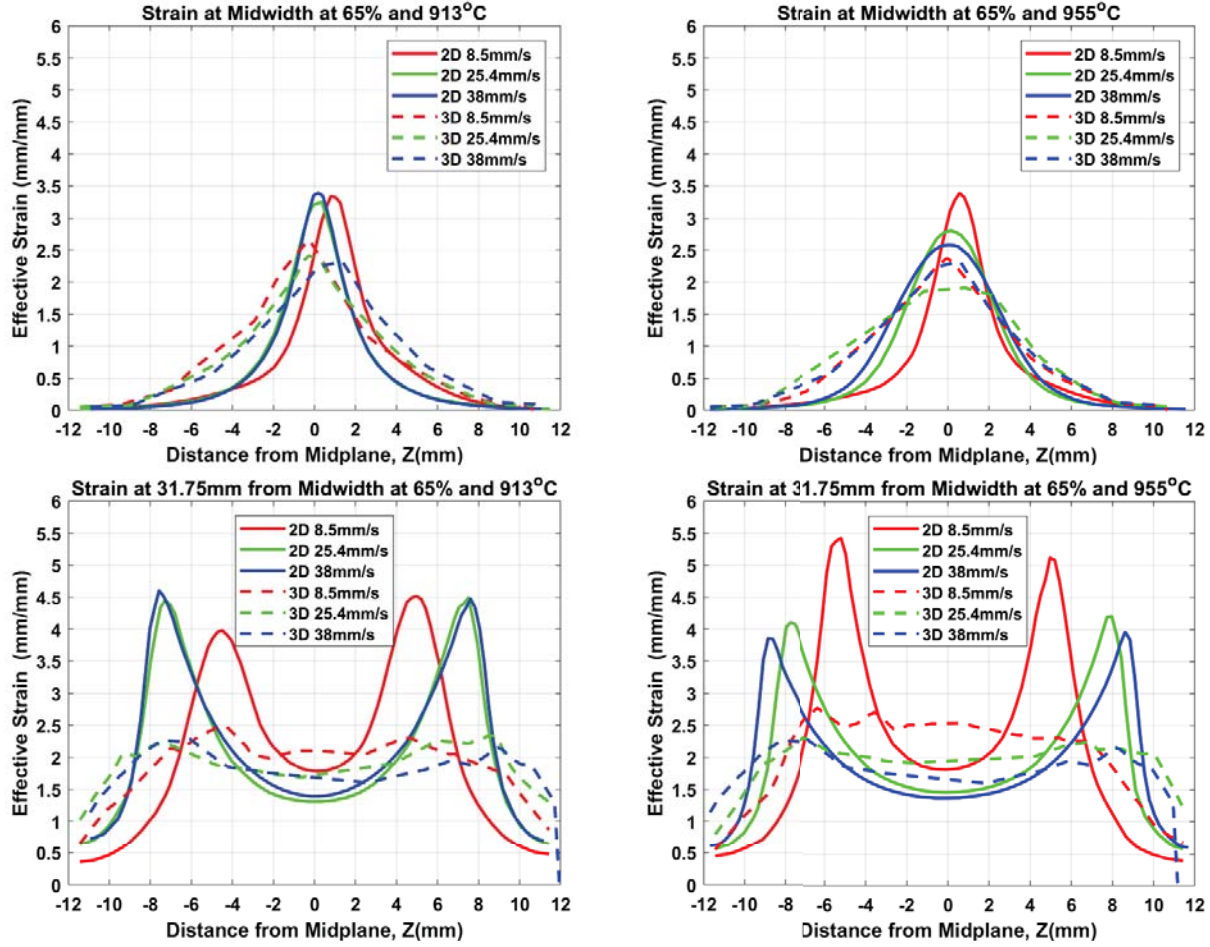 Strain at Midwidth at 65% and 913°C
6
5.5
5
4.5
4
3.5
3
2.5
2
1.5
1
0.5
0
Effective Strain (mm/mm)
2D 8.5mm/s
2D 25.4mm/s
2D 38mm/s
3D 8.5mm/s
3D 25.4mm/s
3D 38mm/s
-12 -10 -8 -6 -4 -2 0 2 4 6 8 10 12
Distance from Midplane, Z(mm)
Strain at Midwidth at 65% and 955°C
6
5.5
5
4.5
4
3.5
3
2.5
2
1.5
1
0.5
0
Effective Strain (mm/mm)
2D 8.5mm/s
2D 25.4mm/s
2D 38mm/s
3D 8.5mm/s
3D 25.4mm/s
3D 38mm/s
-12 -10 -8 -6 -4 -2 0 2 4 6 8 10 12
Distance from Midplane, Z(mm)
Strain at 31.75mm from Midwidth at 65% and 913°C
6
5.5
5
4.5
4
3.5
3
2.5
2
1.5
1
0.5
0
Effective Strain (mm/mm)
2D 8.5mm/s
2D 25.4mm/s
2D 38mm/s
3D 8.5mm/s
3D 25.4mm/s
3D 38mm/s
-12 -10 -8 -6 -4 -2 0 2 4 6 8 10 12
Distance from Midplane, Z(mm)
Strain at 31.75mm from Midwidth at 65% and 955°C
6
5.5
5
4.5
4
3.5
3
2.5
2
1.5
1
0.5
0
Effective Strain (mm/mm)
2D 8.5mm/s
2D 25.4mm/s
2D 38mm/s
3D 8.5mm/s
3D 25.4mm/s
3D 38mm/s
-12 -10 -8 -6 -4 -2 0 2 4 6 8 10 12
Distance from Midplane, Z(mm)